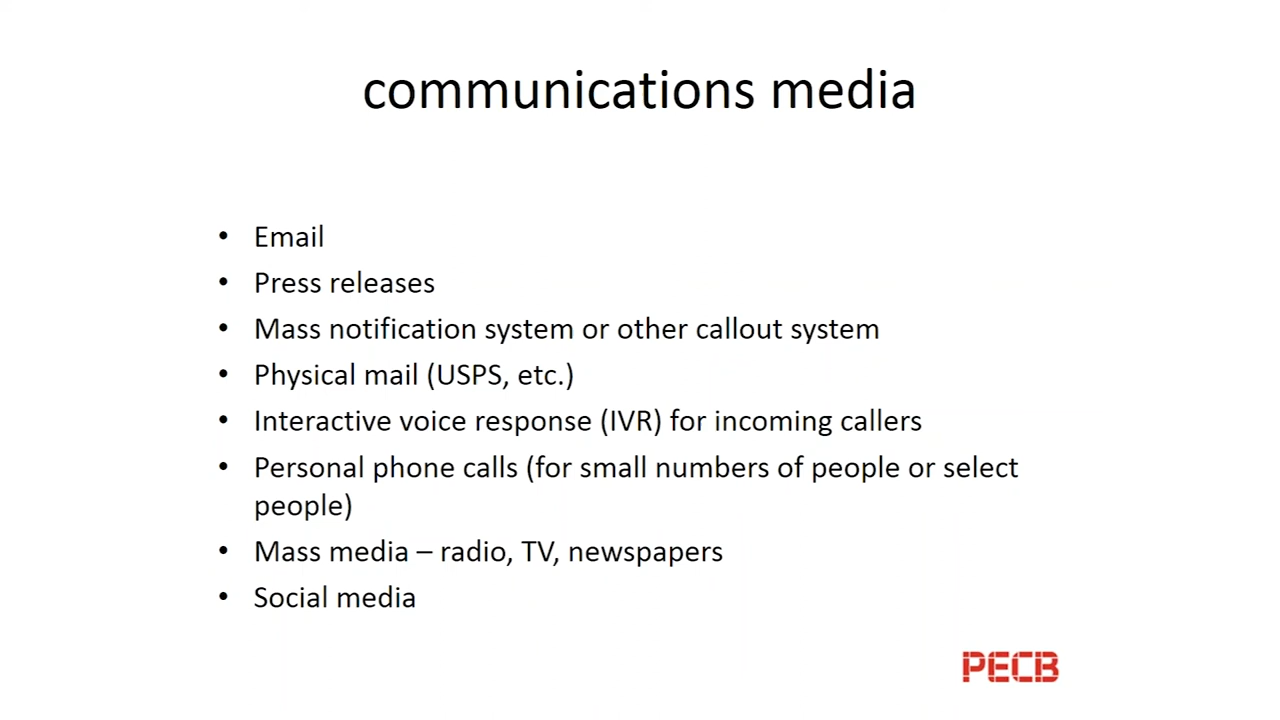 communications media
• Email
• Press releases
• Mass notification system or other callout system
• Physical mail (USPS, etc.)
• Interactive voice response (IVR) for incoming callers
• Personal phone calls (for small numbers of people or select
people)
• Mass media – radio, TV, newspapers
• Social media
PECB